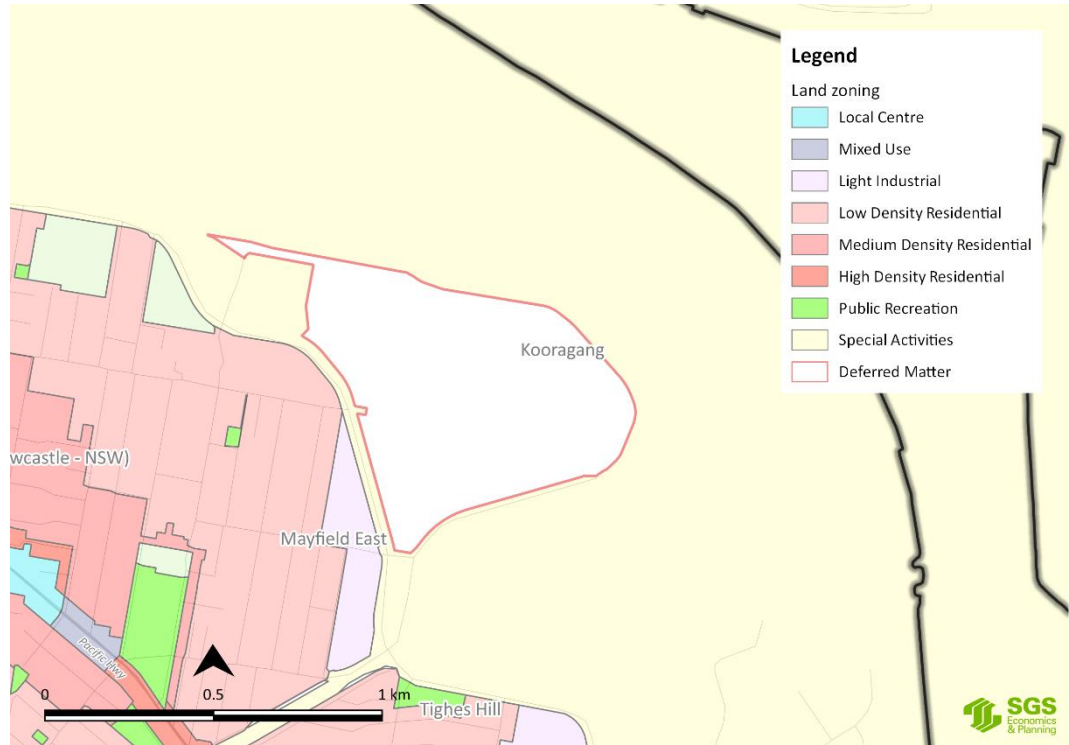 Legend
Land zoning
Local Centre
Mixed Use
Light Industrial
Low Density Residential
Medium Density Residential
High Density Residential
Public Recreation
Special Activities
Deferred Matter
Kooragang
wcastle - NSW)
Mayfield East
Pacific Hwy
Tighes Hill
0 0.5 1 km
SGS
Economics
& Planning